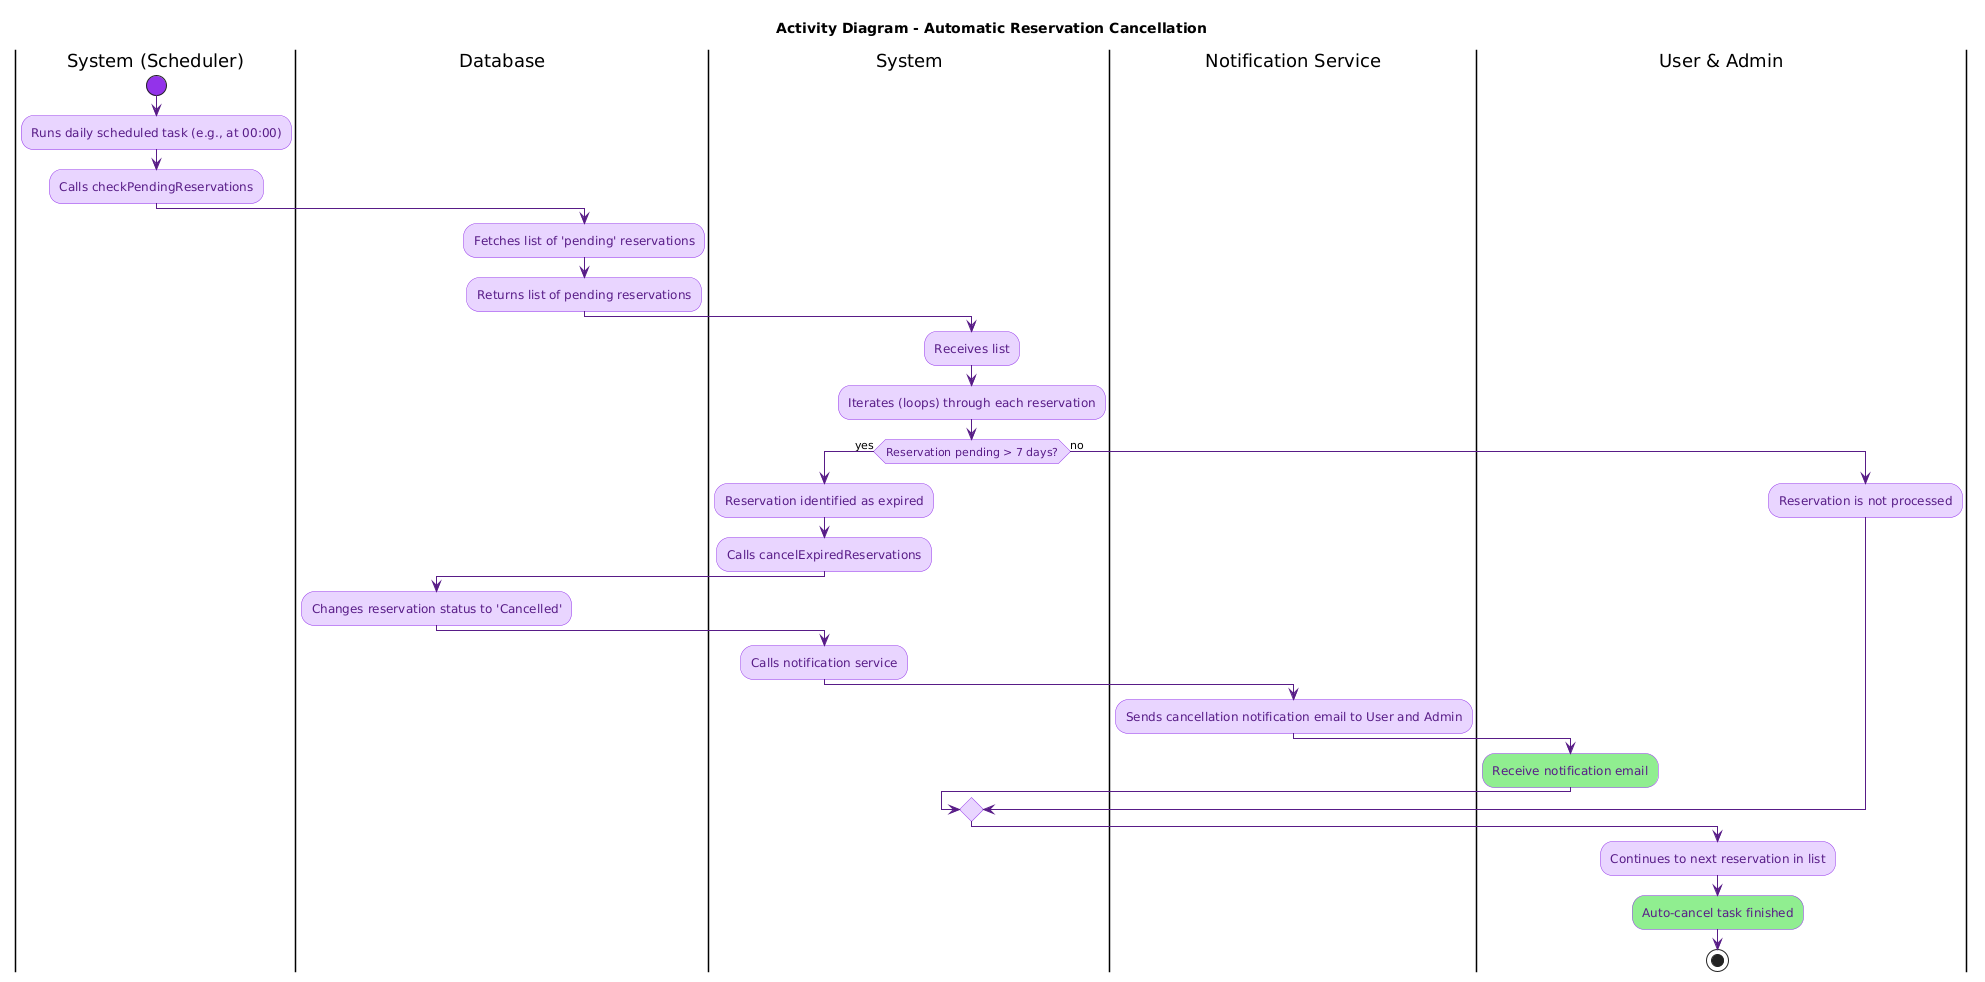 Activity Diagram - Automatic Reservation Cancellation
System (Scheduler)
Database
System
Notification Service
User & Admin
Runs daily scheduled task (e.g., at 00:00)
Calls checkPendingReservations
Fetches list of 'pending' reservations
Returns list of pending reservations
Receives list
Iterates (loops) through each reservation
yes
Reservation pending > 7 days?
no
Reservation identified as expired
Reservation is not processed
Calls cancelExpiredReservations
Changes reservation status to 'Cancelled'
Calls notification service
Sends cancellation notification email to User and Admin
Receive notification email
Continues to next reservation in list
Auto-cancel task finished